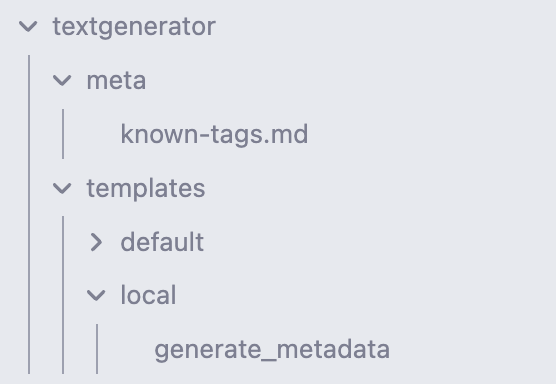 textgenerator
meta
known-tags.md
templates
default
local
generate_metadata